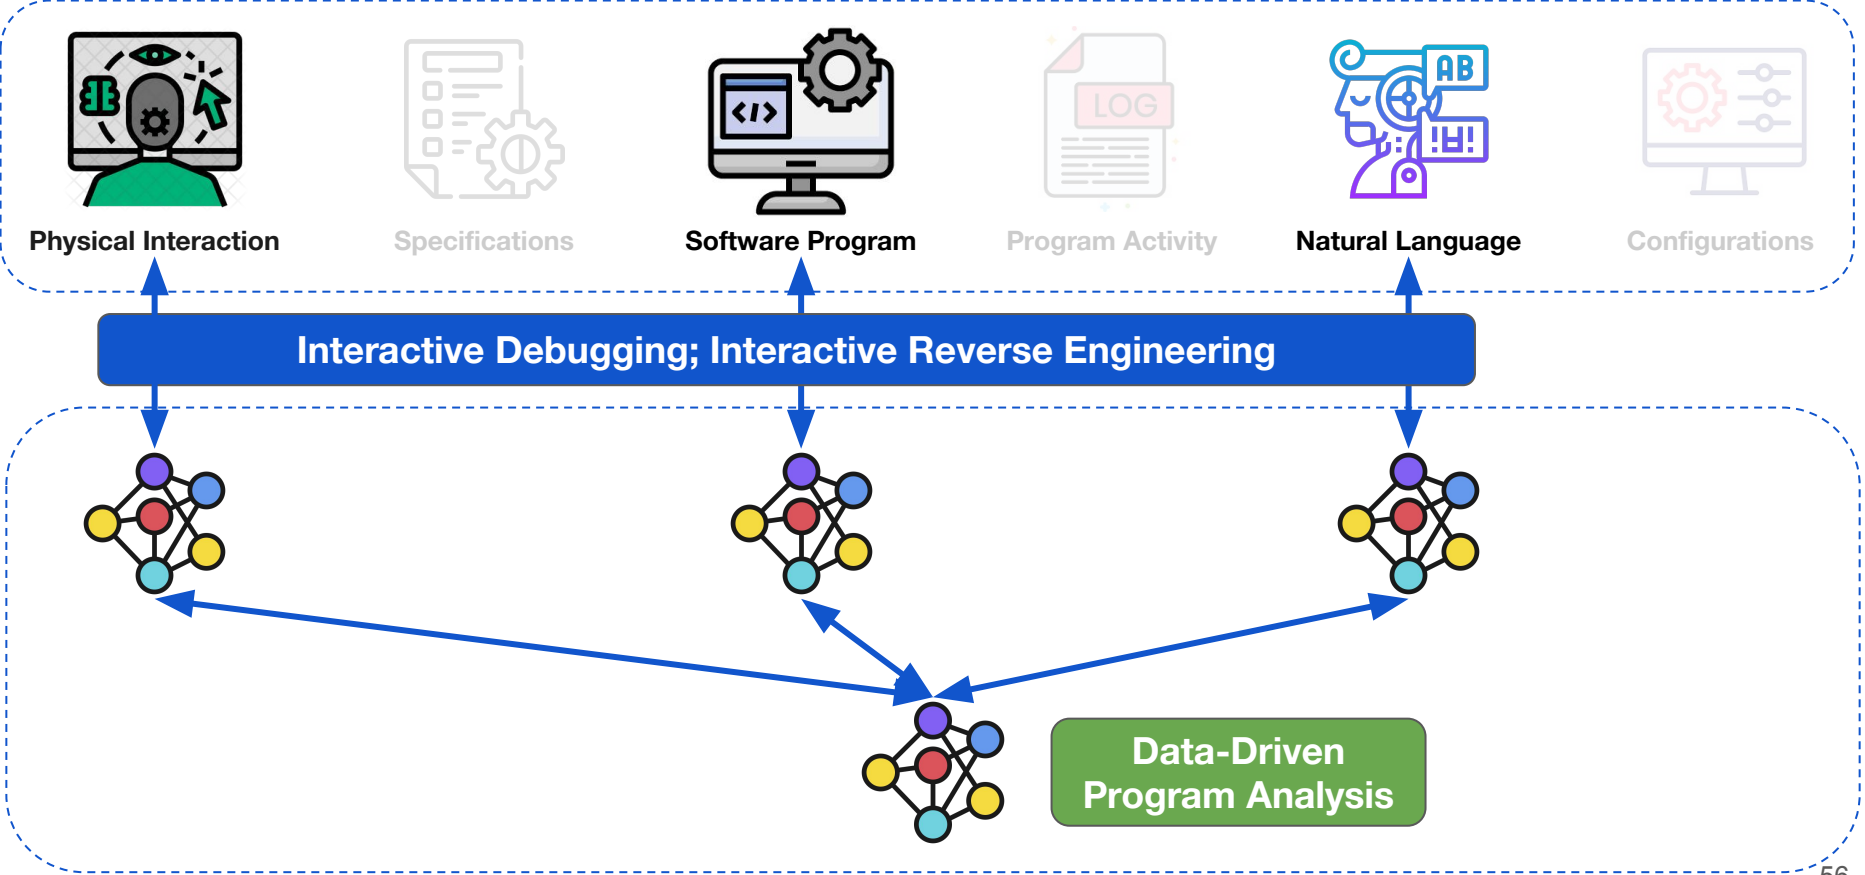 </>
LOG
AB
Physical Interaction
Specifications
Software Program
Program Activity
Natural Language
Configurations
Interactive Debugging; Interactive Reverse Engineering
Data-Driven
Program Analysis
56